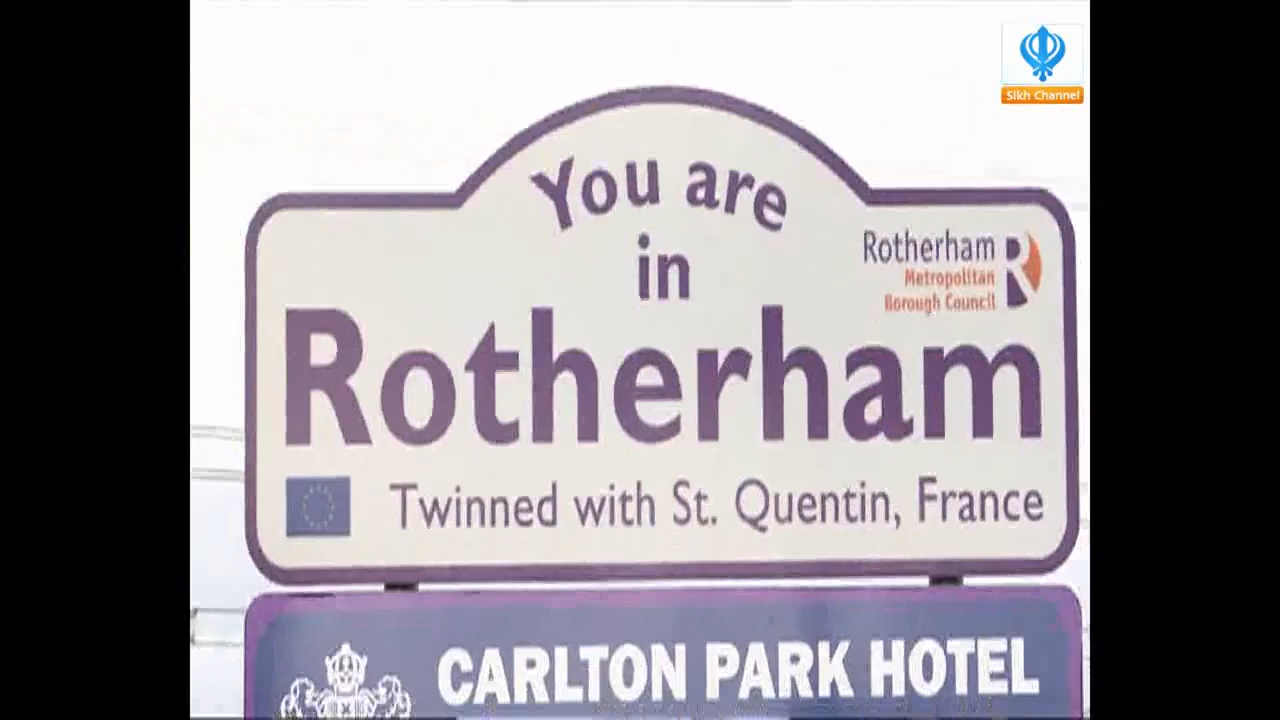 Sikh Channel
You are
in
Rotherham
Metropolitan
Borough Council
Rotherham
Twinned with St. Quentin, France
CARLTON PARK HOTEL